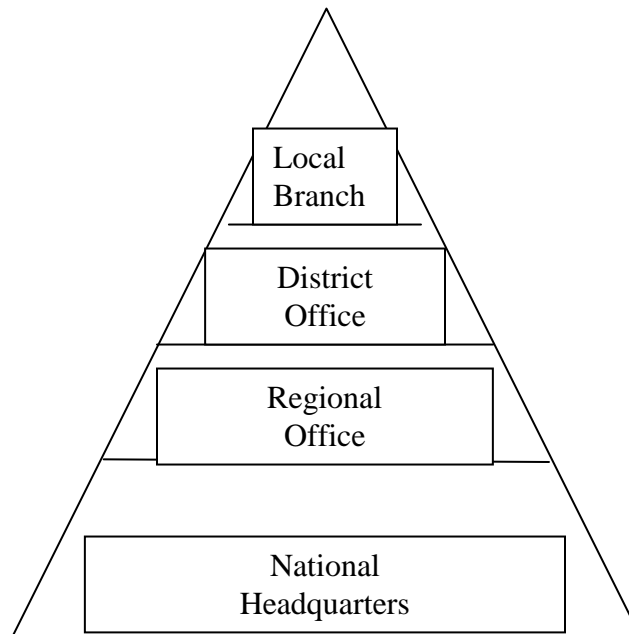 Local
Branch
District
Office
Regional
Office
National
Headquarters